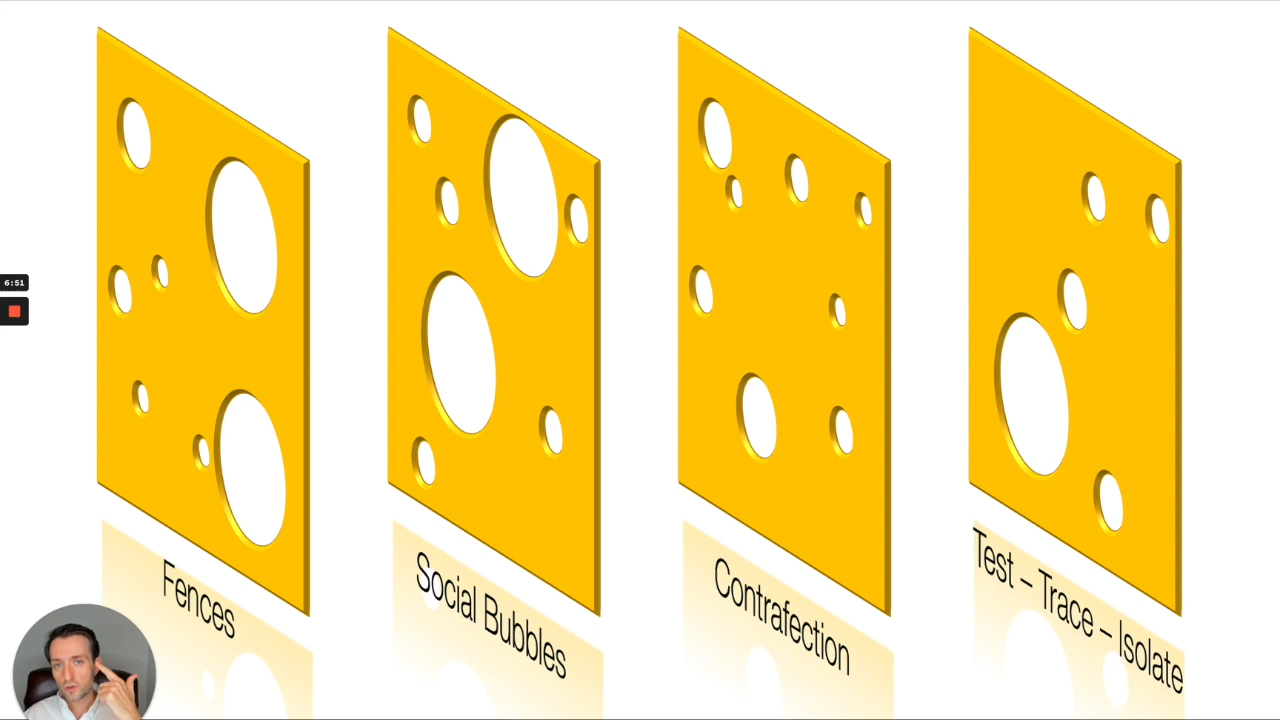 6:51
Fences
Social Bubbles
Contrafection
Test – Trace – Isolate